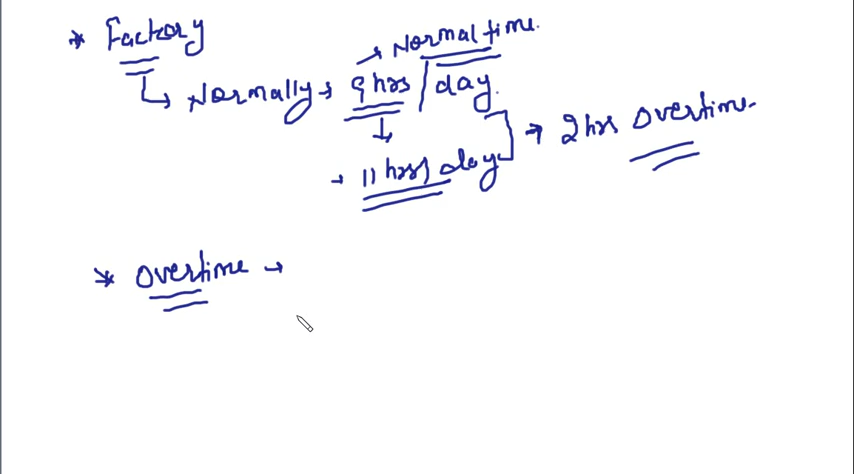 * Factory
→ Normal time.
↳ Normally → 9 hrs / day.
→ 11 hrs/ day → 2 hrs overtime.
* overtime →